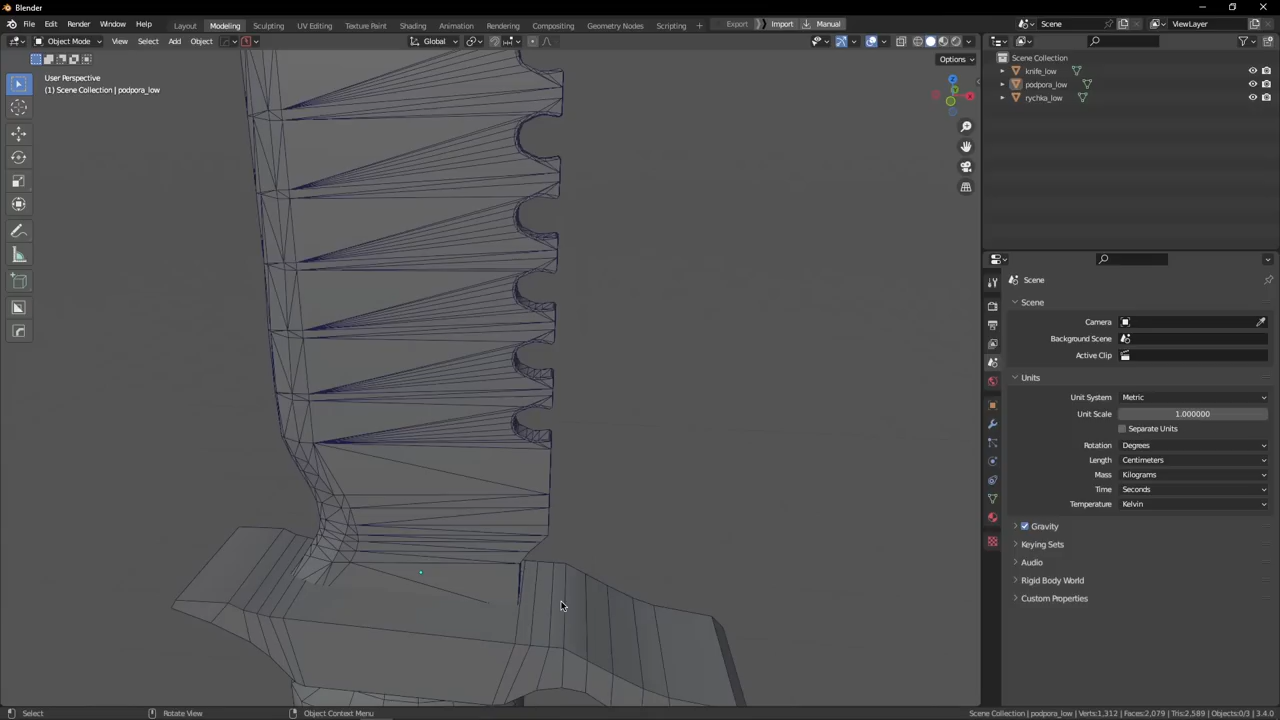 Blender
File Edit Render Window Help
Layout Modeling Sculpting UV Editing Texture Paint Shading Animation Rendering Compositing Geometry Nodes Scripting Export Import Manual
Scene ViewLayer
Object Mode View Select Add Object Global
Options
User Perspective
(1) Scene Collection | podpora_low
Z
X
Y
Scene Collection
knife_low
podpora_low
rychka_low
Scene
Scene
Camera
Background Scene
Active Clip
Units
Unit System Metric
Unit Scale 1.000000
Separate Units
Rotation Degrees
Length Centimeters
Mass Kilograms
Time Seconds
Temperature Kelvin
Gravity
Keying Sets
Audio
Rigid Body World
Custom Properties
Select Rotate View Object Context Menu
Scene Collection | podpora_low | Verts:1,312 | Faces:2,079 | Tris:2,589 | Objects:0/3 | 3.4.0